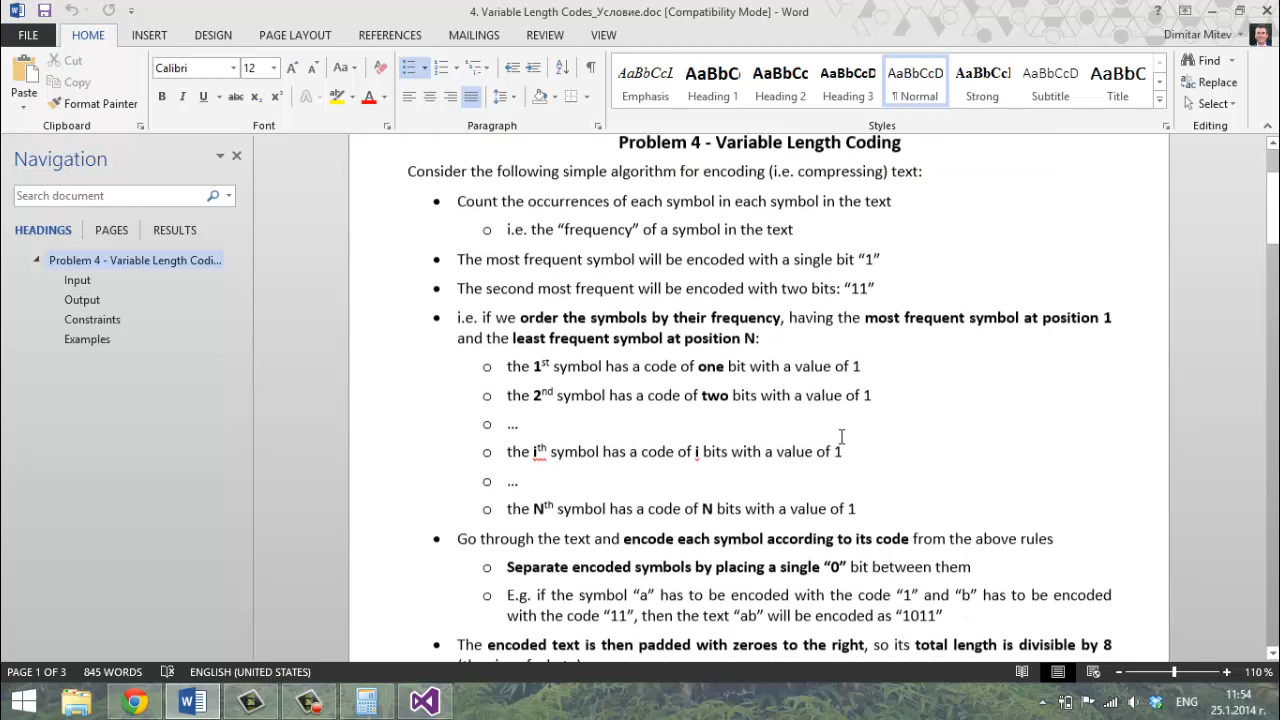 4. Variable Length Codes_Условие.doc [Compatibility Mode] - Word
FILE HOME INSERT DESIGN PAGE LAYOUT REFERENCES MAILINGS REVIEW VIEW Dimitar Mitev
Paste
Cut
Copy
Format Painter
Clipboard
Calibri 12
Font
Paragraph
AaBbCcI AaBbC AaBbCc AaBbCcD AaBbCcD AaBbCcl AaBbCcD AaBbC
Emphasis Heading 1 Heading 2 Heading 3 ¶ Normal Strong Subtitle Title
Styles
Find
Replace
Select
Editing
Navigation
Search document
HEADINGS PAGES RESULTS
Problem 4 - Variable Length Codi...
Input
Output
Constraints
Examples
Problem 4 - Variable Length Coding
Consider the following simple algorithm for encoding (i.e. compressing) text:
• Count the occurrences of each symbol in each symbol in the text
o i.e. the “frequency” of a symbol in the text
• The most frequent symbol will be encoded with a single bit “1”
• The second most frequent will be encoded with two bits: “11”
• i.e. if we order the symbols by their frequency, having the most frequent symbol at position 1
and the least frequent symbol at position N:
o the 1st symbol has a code of one bit with a value of 1
o the 2nd symbol has a code of two bits with a value of 1
o …
o the ith symbol has a code of i bits with a value of 1
o …
o the Nth symbol has a code of N bits with a value of 1
• Go through the text and encode each symbol according to its code from the above rules
o Separate encoded symbols by placing a single “0” bit between them
o E.g. if the symbol “a” has to be encoded with the code “1” and “b” has to be encoded
with the code “11”, then the text “ab” will be encoded as “1011”
• The encoded text is then padded with zeroes to the right, so its total length is divisible by 8
PAGE 1 OF 3 845 WORDS ENGLISH (UNITED STATES) 110 %
ENG
11:54
25.1.2014 г.